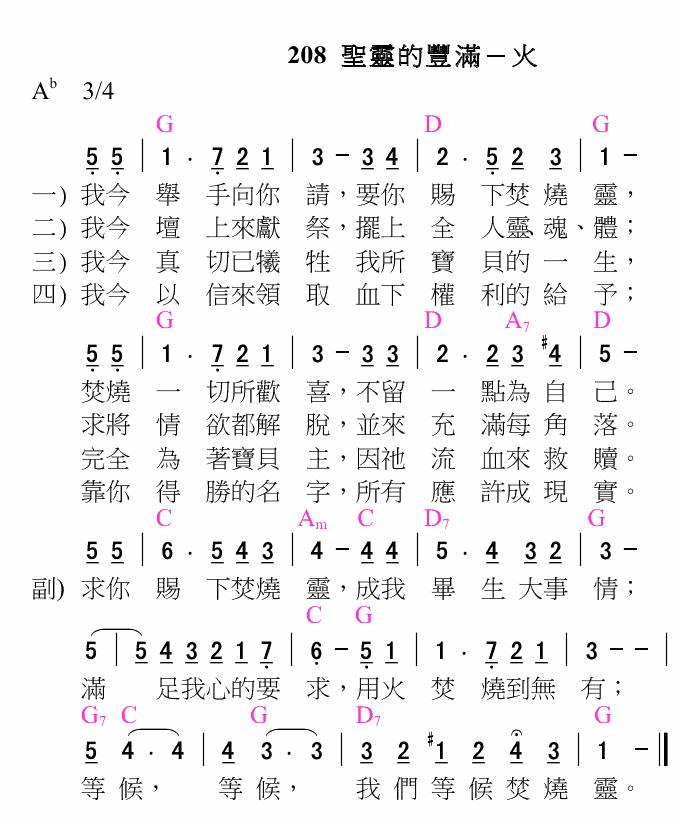 208 聖靈的豐滿－火
Ab 3/4
G D G
5 5 | 1 . 7 2 1 | 3 - 3 4 | 2 . 5 2 3 | 1 -
一) 我今 舉 手向你 請，要你 賜 下焚 燒 靈，
二) 我今 壇 上來獻 祭，擺上 全 人靈、魂、體；
三) 我今 真 切已犧 牲 我所 寶 貝的 一 生，
四) 我今 以 信來領 取 血下 權 利的 給 予；
G D A7 D
5 5 | 1 . 7 2 1 | 3 - 3 3 | 2 . 2 3 #4 | 5 -
焚燒 一 切所歡 喜，不留 一 點為 自 己。
求將 情 欲都解 脫，並來 充 滿每 角 落。
完全 為 著寶貝 主，因祂 流 血來 救 贖。
靠你 得 勝的名 字，所有 應 許成 現 實。
C Am C D7 G
5 5 | 6 . 5 4 3 | 4 - 4 4 | 5 . 4 3 2 | 3 -
副) 求你 賜 下焚燒 靈，成我 畢 生 大事 情；
C G
5 | 5 4 3 2 1 7 | 6 - 5 1 | 1 . 7 2 1 | 3 - - |
滿 足我心的要 求，用火 焚 燒到無 有；
G7 C G D7 G
5 4 . 4 | 4 3 . 3 | 3 2 #1 2 4 3 | 1 - ||
等 候， 等 候， 我 們 等 候 焚 燒 靈。